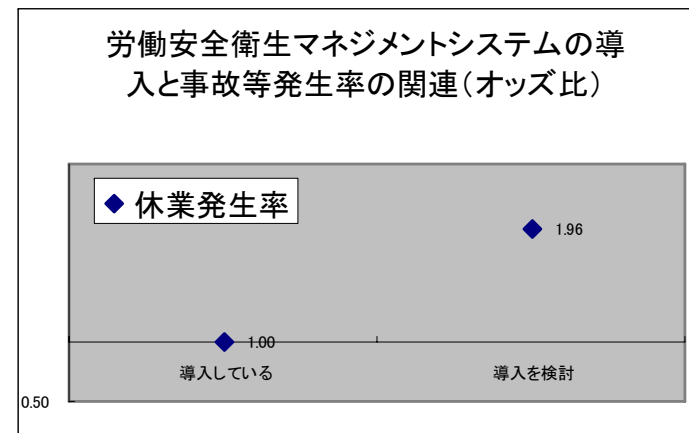 労働安全衛生マネジメントシステムの導
入と事故等発生率の関連(オッズ比)
休業発生率
1.96
1.00
導入している 導入を検討
0.50